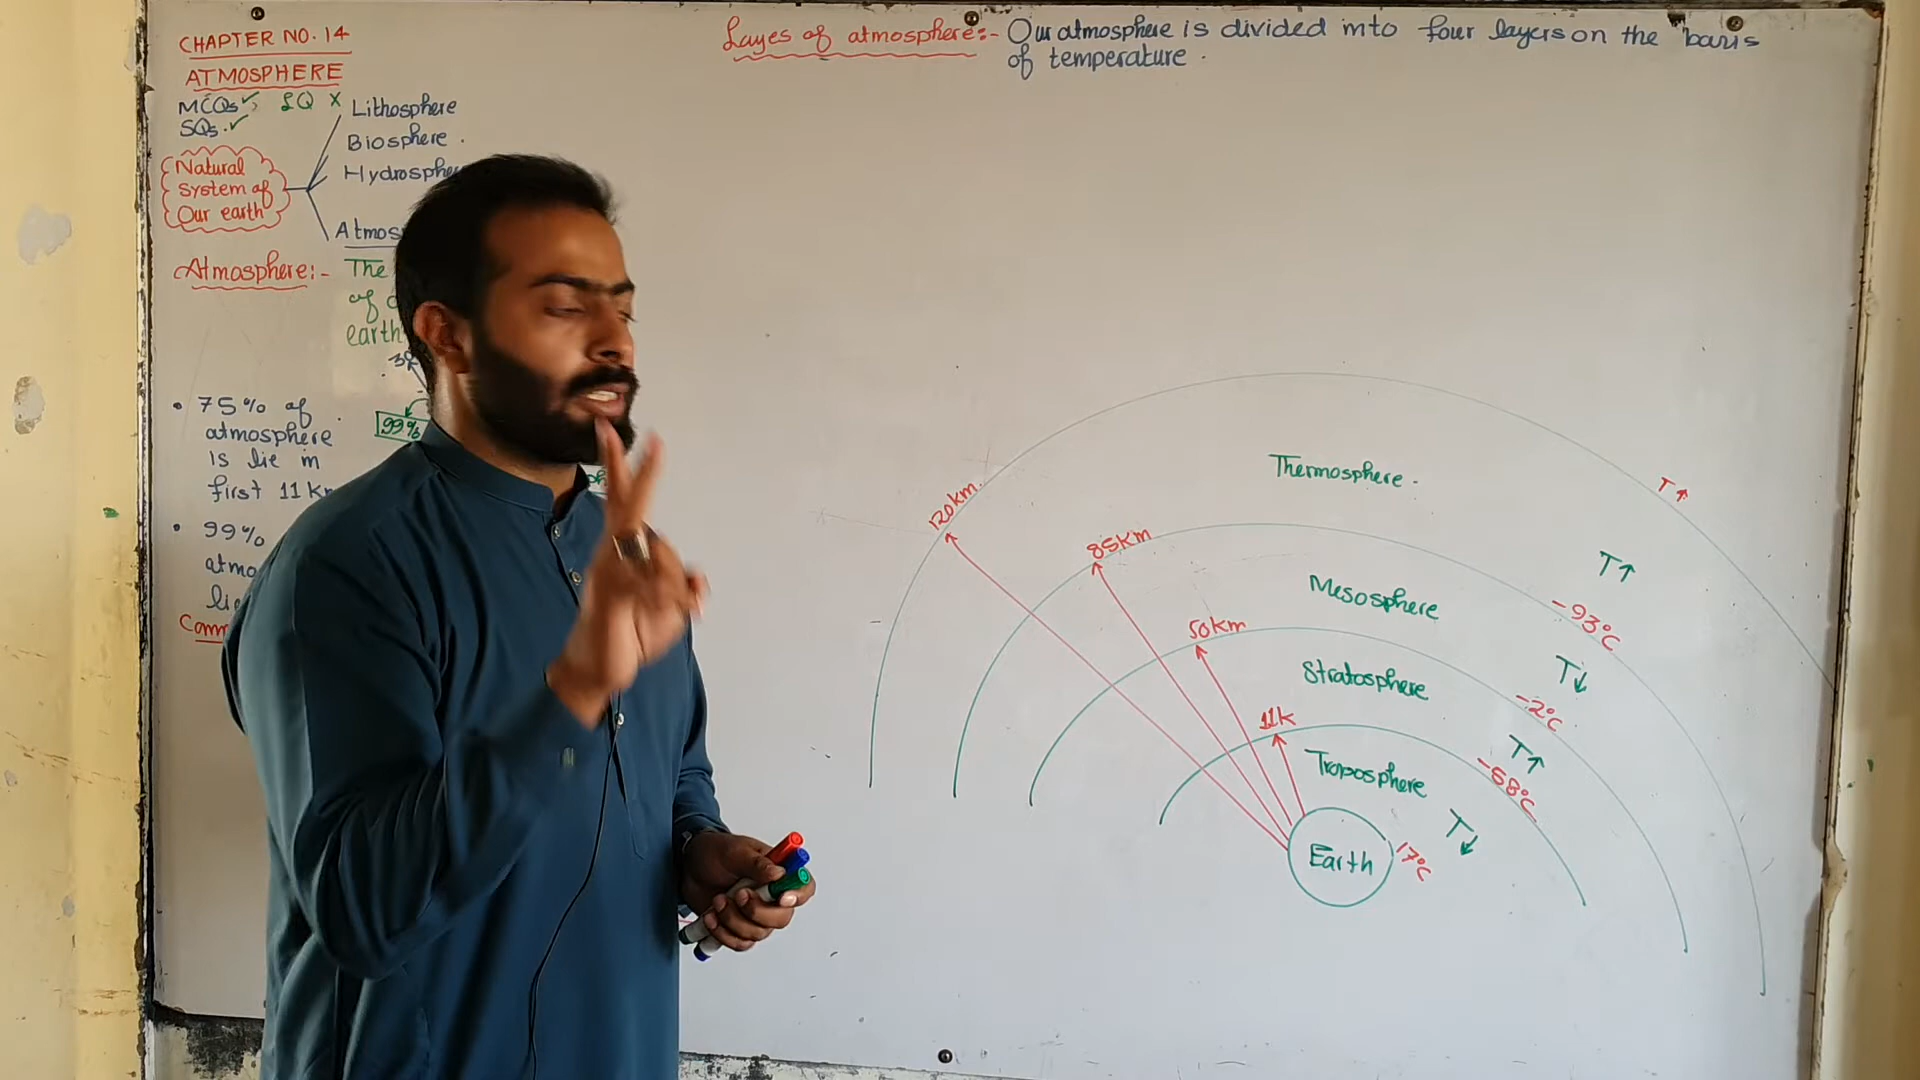 CHAPTER NO. 14
ATMOSPHERE
MCQs ✓, LQ X
SQs. ✓
Natural
System of
Our earth
Lithosphere
Biosphere .
Hydrosphe
Atmos
Atmosphere:- The
of
earth
• 75% of
atmosphere
is lie in
first 11 Km
99%
• 99%
atmo
lie
Comm
Layes of atmosphere:- Our atmosphere is divided into four layers on the basis
of temperature .
Thermosphere .
T↑
120km.
85Km
T↑
Mesosphere
-93°C
50km
T↓
Stratosphere
-2°C
11K
T↑
Troposphere
-58°C
T↓
Earth
17°C